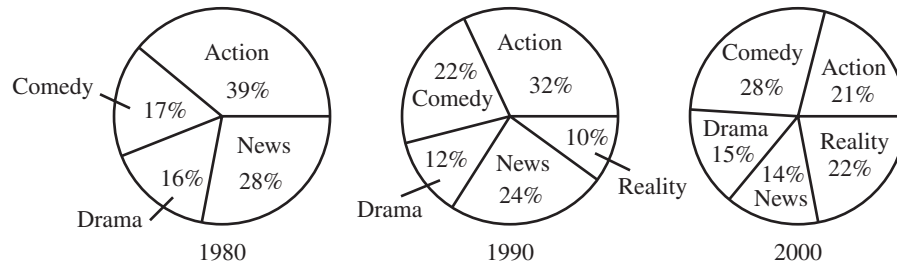 Action
39%
Comedy
17%
News
28%
16%
Drama
1980
Action
32%
22%
Comedy
10%
Reality
12%
Drama
News
24%
1990
Comedy
28%
Action
21%
Drama
15%
Reality
22%
14%
News
2000